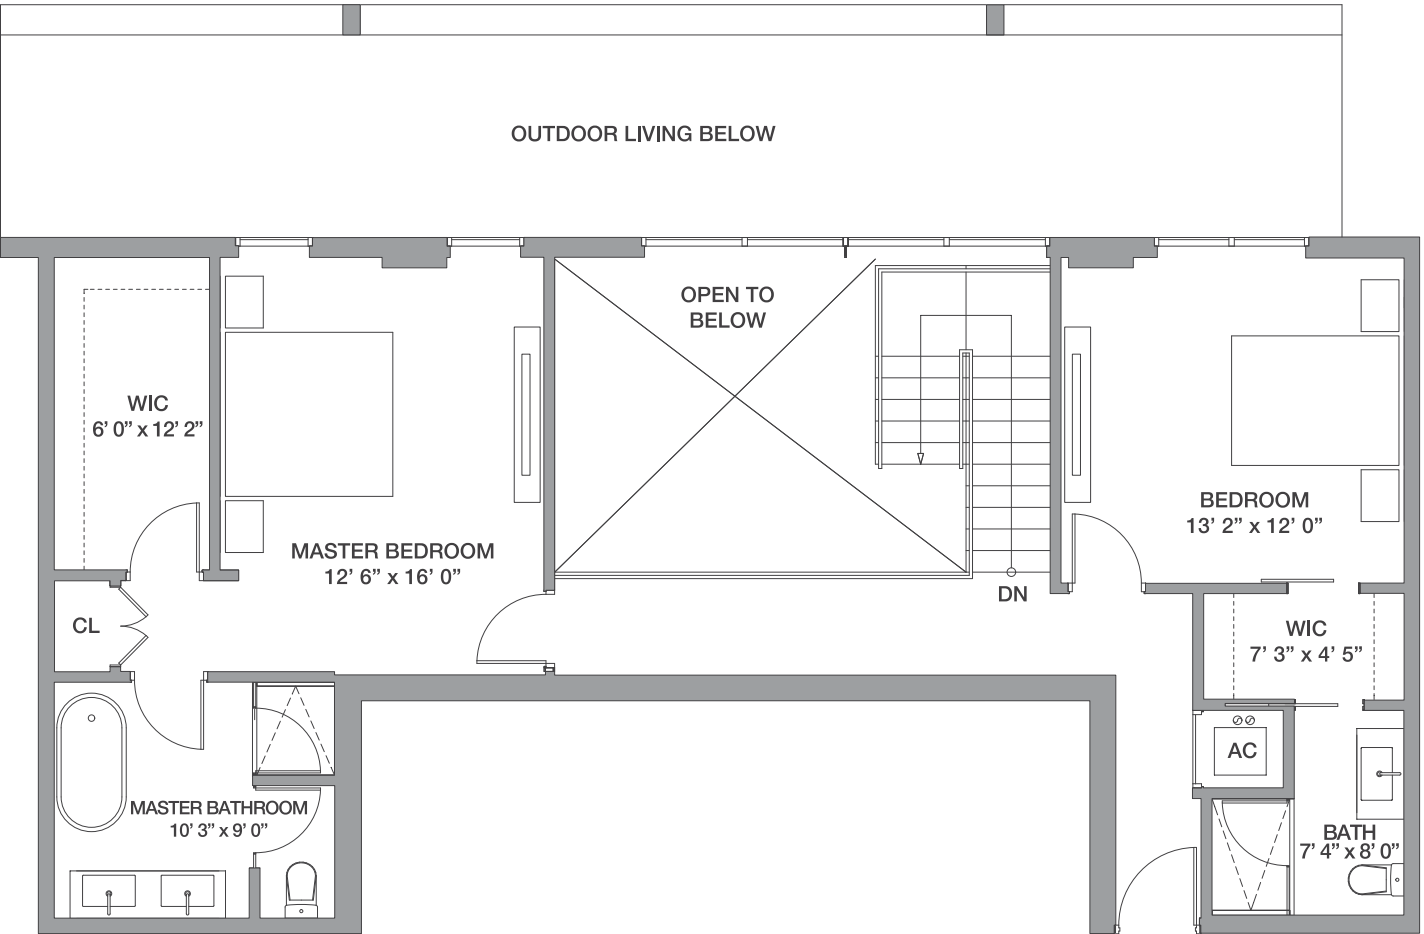 OUTDOOR LIVING BELOW
OPEN TO
BELOW
WIC
6’ 0” x 12’ 2”
MASTER BEDROOM
12’ 6” x 16’ 0”
BEDROOM
13’ 2” x 12’ 0”
DN
CL
WIC
7’ 3” x 4’ 5”
AC
MASTER BATHROOM
10’ 3” x 9’ 0”
BATH
7’ 4” x 8’ 0”